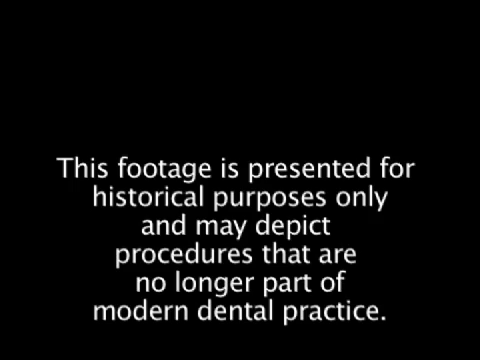 This footage is presented for
historical purposes only
and may depict
procedures that are
no longer part of
modern dental practice.